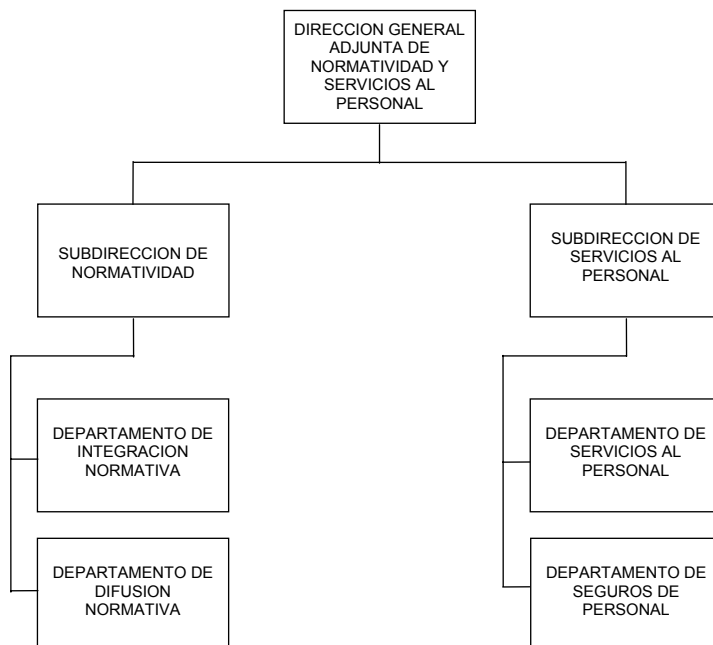 DIRECCION GENERAL
ADJUNTA DE
NORMATIVIDAD Y
SERVICIOS AL
PERSONAL
SUBDIRECCION DE
NORMATIVIDAD
SUBDIRECCION DE
SERVICIOS AL
PERSONAL
DEPARTAMENTO DE
INTEGRACION
NORMATIVA
DEPARTAMENTO DE
SERVICIOS AL
PERSONAL
DEPARTAMENTO DE
DIFUSION
NORMATIVA
DEPARTAMENTO DE
SEGUROS DE
PERSONAL